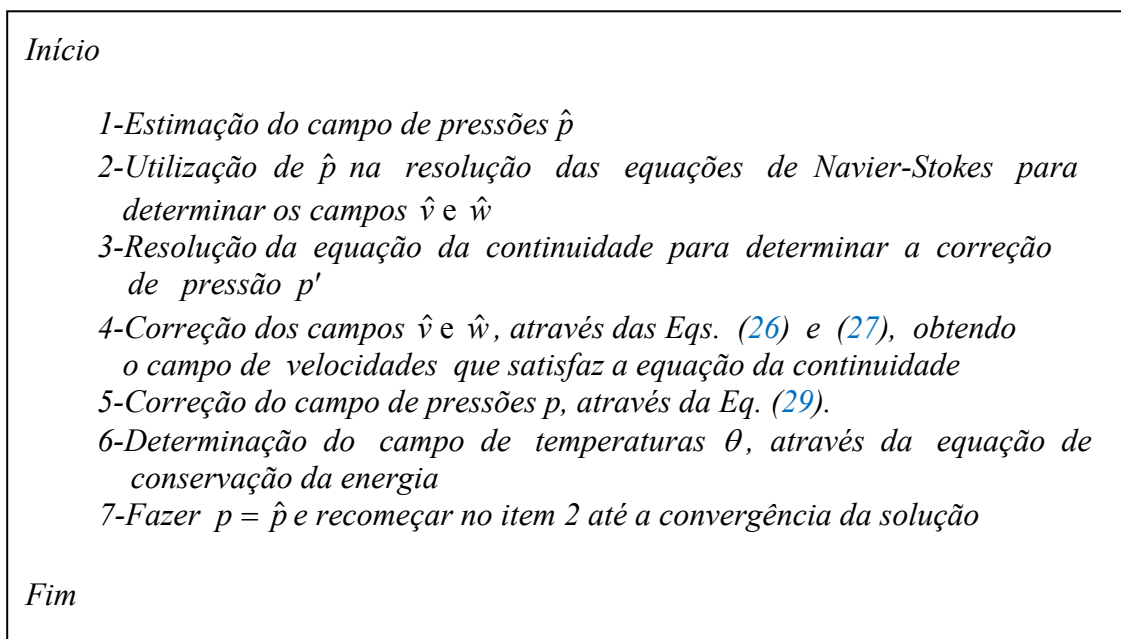 Início
1-Estimação do campo de pressões p̂
2-Utilização de p̂ na resolução das equações de Navier-Stokes para
determinar os campos v̂ e ŵ
3-Resolução da equação da continuidade para determinar a correção
de pressão p'
4-Correção dos campos v̂ e ŵ, através das Eqs. (26) e (27), obtendo
o campo de velocidades que satisfaz a equação da continuidade
5-Correção do campo de pressões p, através da Eq. (29).
6-Determinação do campo de temperaturas θ, através da equação de
conservação da energia
7-Fazer p = p̂ e recomeçar no item 2 até a convergência da solução
Fim